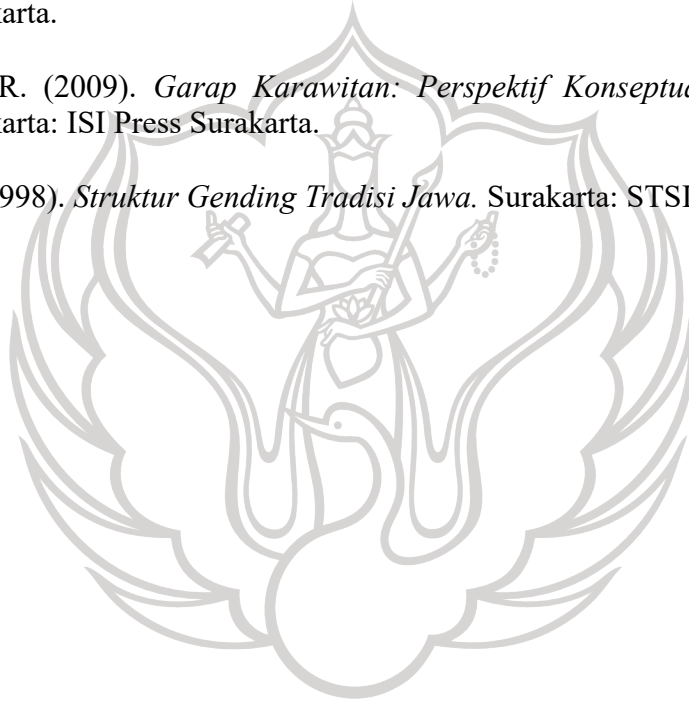 karta.
R. (2009). Garap Karawitan: Perspektif Konseptua
karta: ISI Press Surakarta.
998). Struktur Gending Tradisi Jawa. Surakarta: STSI